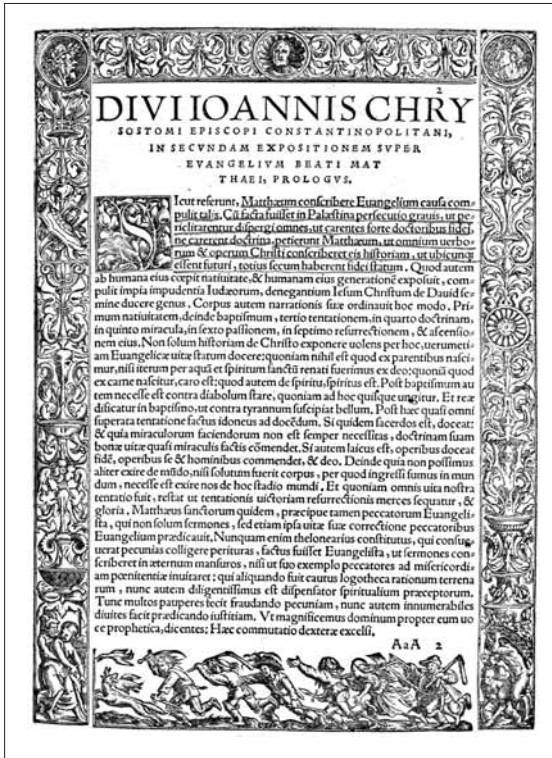 2
DIVI IOANNIS CHRY
SOSTOMI EPISCOPI CONSTANTINOPOLITANI,
IN SECVNDAM EXPOSITIONEM SVPER
EVANGELIVM BEATI MAT
THAEI, PROLOGVS.
SIcut referunt, Matthæum conscribere Euangelium causa com
pulit talis. Cũ facta fuisset in Palæstina persecutio grauis, ut pe-
riclitarentur dispergi omnes, ut carentes forte doctoribus fidei,
ne carerent doctrina, petierunt Matthæum, ut omnium uerbo-
rum & operum Christi conscriberet eis historiam, ut ubicunq
essent futuri, totius secum haberent fidei statum. Quod autem
ab humana eius cœpit natiuitate, & humanam eius generationẽ exposuit, com-
pulit impia impudentia Iudæorum, denegantium Iesum Christum de Dauid se-
mine ducere genus. Corpus autem narrationis suæ ordinauit hoc modo. Pri-
mum natiuitatem, deinde baptismum, tertio tentationem, in quarto doctrinam,
in quinto miracula, in sexto passionem, in septimo resurrectionem, & ascensio-
nem eius. Non solum historiam de Christo exponere uolens per hoc, uerumeti-
am Euangelicæ uitæ statum docere: quoniam nihil est quod ex parentibus nasci-
mur, nisi iterum per aquã et spiritum sanctũ renati fuerimus ex deo: quoniã quod
ex carne nascitur, caro est: quod autem de spiritu, spiritus est. Post baptismum au
tem necesse est contra diabolum stare, quoniam ad hoc quisque ungitur. Et reæ
dificatur in baptismo, ut contra tyrannum suscipiat bellum. Post hæc quasi omni
superata tentatione factus idoneus ad docẽdum. Si quidem sacerdos est, doceat:
& quia miraculorum faciendorum non est semper necessitas, doctrinam suam
bonæ uitæ quasi miraculis factis cõmendet. Si autem laicus est, operibus doceat
fidẽ, operibus se & hominibus commendet, & deo. Deinde quia non possimus
aliter exire de mũdo, nisi solutum fuerit corpus, per quod ingressi sumus in mun
dum, necesse est exire nos de hoc stadio mundi. Et quoniam omnis uita nostra
tentatio fuit, restat ut tentationis uictoriam resurrectionis merces sequatur, &
gloria. Matthæus sanctorum quidem, præcipue tamen peccatorum Euangeli-
sta, qui non solum sermones, sed etiam ipsa uitæ suæ correctione peccatoribus
Euangelium prædicauit. Nunquam enim thelonearius constitutus, qui consue-
uerat pecunias colligere perituras, factus fuisset Euangelista, ut sermones con-
scriberet in æternum mansuros, nisi ut suo exemplo peccatores ad misericordi-
am pœnitentiæ inuitaret: qui aliquando fuit cautus logotheca rationum terrena
rum, nunc autem diligentissimus est dispensator spiritualium præceptorum.
Tunc multos pauperes fecit fraudando pecuniam, nunc autem innumerabiles
diuites facit prædicando iustitiam. Vt magnificemus dominum propter eum uo
ce prophetica, dicentes: Hæc commutatio dexteræ excelsi.
AaA 2